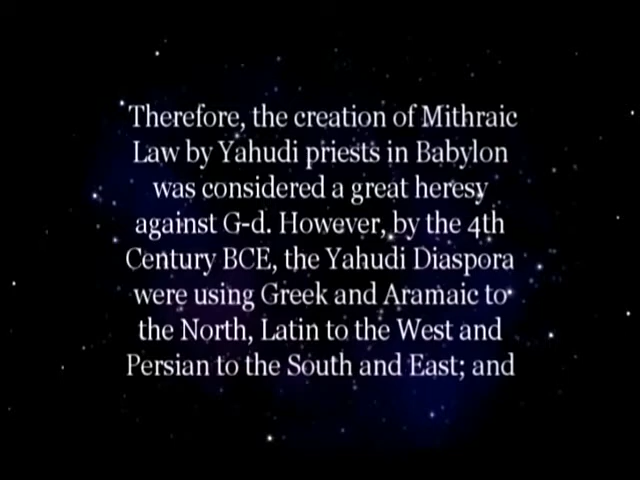 Therefore, the creation of Mithraic
Law by Yahudi priests in Babylon
was considered a great heresy
against G-d. However, by the 4th
Century BCE, the Yahudi Diaspora
were using Greek and Aramaic to
the North, Latin to the West and
Persian to the South and East; and